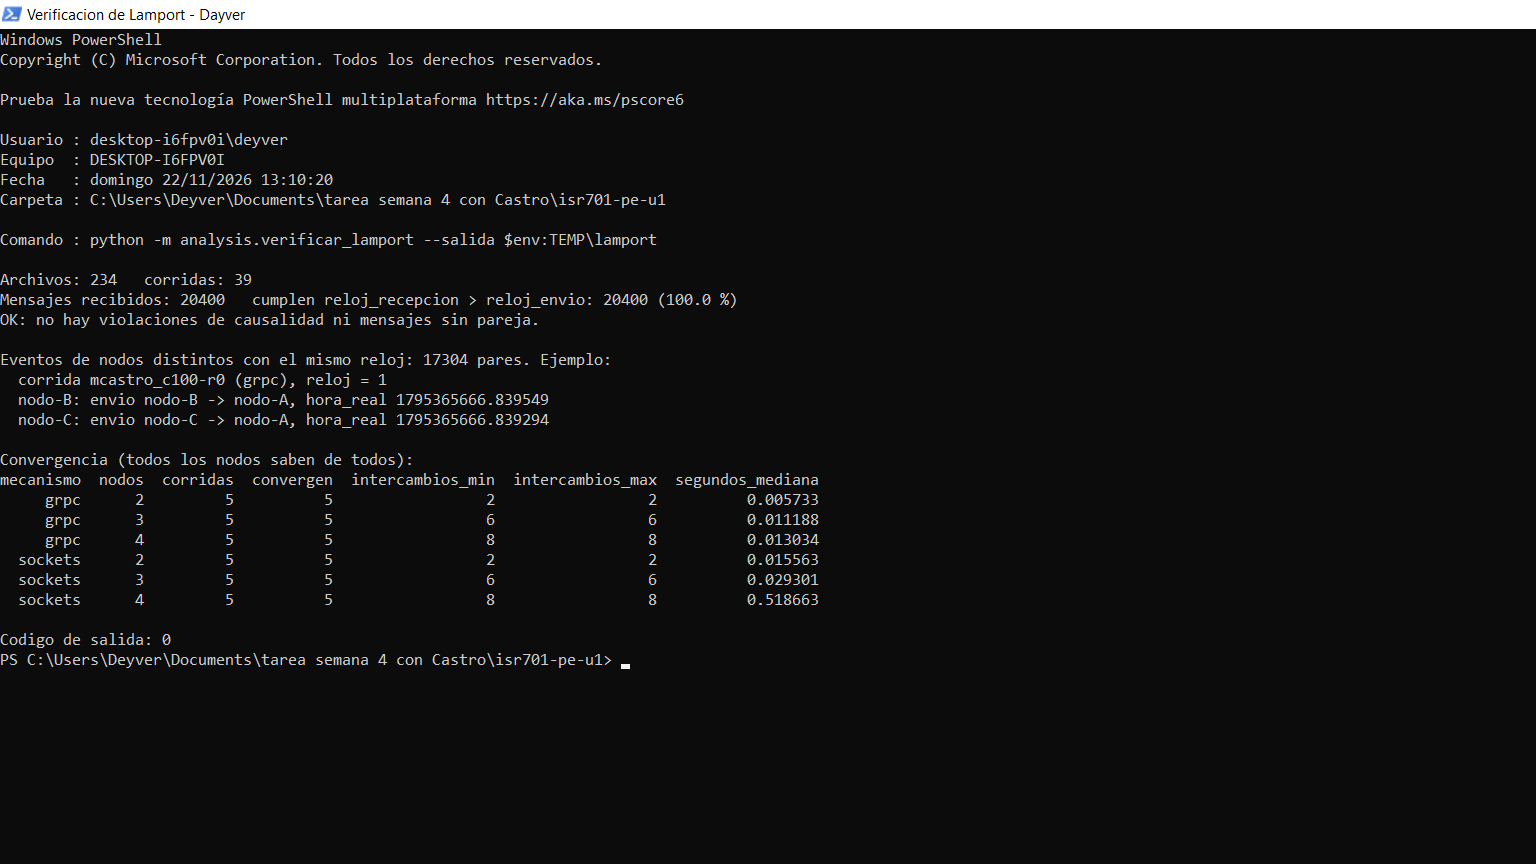 Verificacion de Lamport - Dayver
Windows PowerShell
Copyright (C) Microsoft Corporation. Todos los derechos reservados.
Prueba la nueva tecnología PowerShell multiplataforma https://aka.ms/pscore6
Usuario : desktop-i6fpv0i\deyver
Equipo  : DESKTOP-I6FPV0I
Fecha   : domingo 22/11/2026 13:10:20
Carpeta : C:\Users\Deyver\Documents\tarea semana 4 con Castro\isr701-pe-u1
Comando : python -m analysis.verificar_lamport --salida $env:TEMP\lamport
Archivos: 234   corridas: 39
Mensajes recibidos: 20400   cumplen reloj_recepcion > reloj_envio: 20400 (100.0 %)
OK: no hay violaciones de causalidad ni mensajes sin pareja.
Eventos de nodos distintos con el mismo reloj: 17304 pares. Ejemplo:
  corrida mcastro_c100-r0 (grpc), reloj = 1
  nodo-B: envio nodo-B -> nodo-A, hora_real 1795365666.839549
  nodo-C: envio nodo-C -> nodo-A, hora_real 1795365666.839294
Convergencia (todos los nodos saben de todos):
mecanismo  nodos  corridas  convergen  intercambios_min  intercambios_max  segundos_mediana
     grpc      2         5          5                 2                 2          0.005733
     grpc      3         5          5                 6                 6          0.011188
     grpc      4         5          5                 8                 8          0.013034
  sockets      2         5          5                 2                 2          0.015563
  sockets      3         5          5                 6                 6          0.029301
  sockets      4         5          5                 8                 8          0.518663
Codigo de salida: 0
PS C:\Users\Deyver\Documents\tarea semana 4 con Castro\isr701-pe-u1>